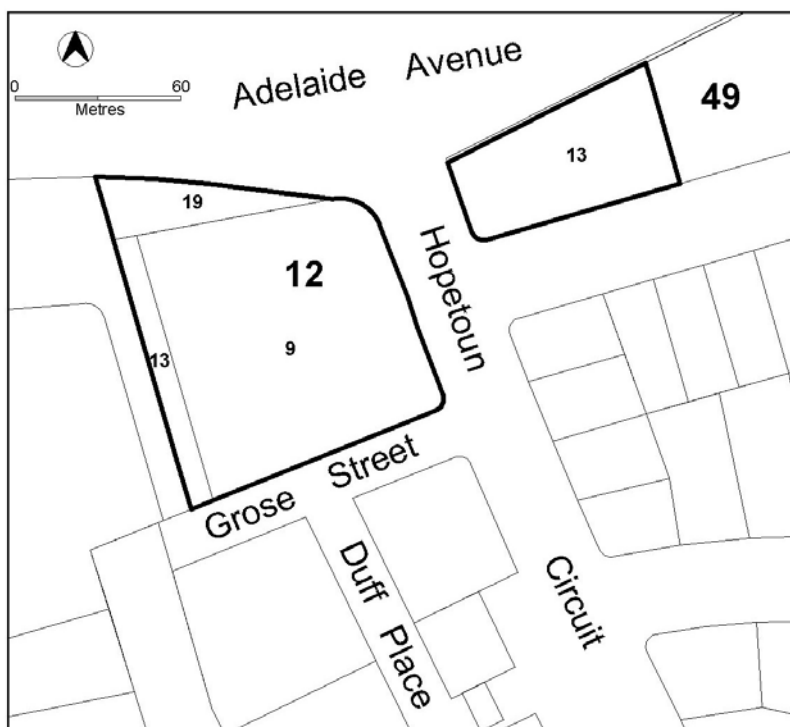 0 60
Metres
Adelaide Avenue
49
13
19
12
Hopetoun
13
9
Grose Street
Duff Place
Circuit